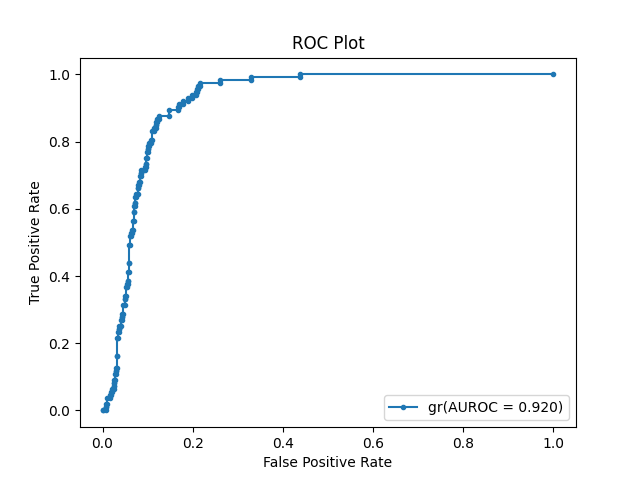 ROC Plot
True Positive Rate
1.0
0.8
0.6
0.4
0.2
0.0
0.0 0.2 0.4 0.6 0.8 1.0
False Positive Rate
gr(AUROC = 0.920)